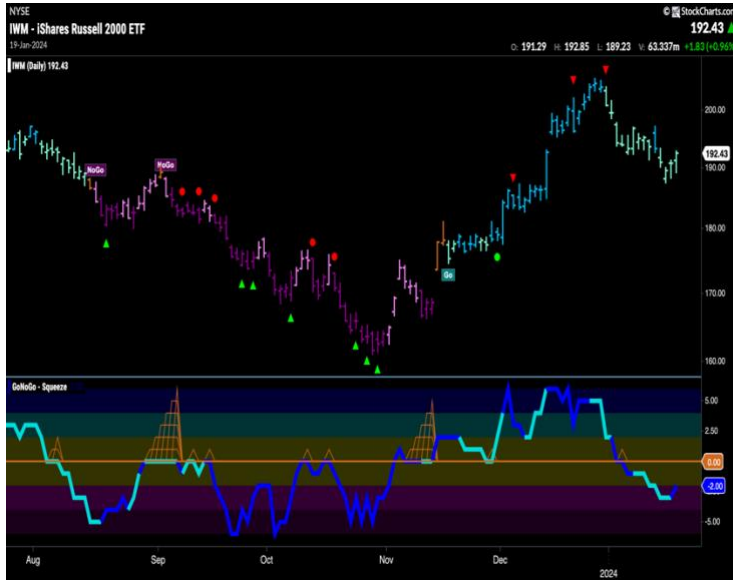 NYSE
© StockCharts.com
IWM - iShares Russell 2000 ETF
192.43
19-Jan-2024
O: 191.29 H: 192.85 L: 189.23 V: 63.337m +1.83 (+0.96%
IWM (Daily) 192.43
NoGo
NoGo
Go
200.00
192.43
190.00
180.00
170.00
160.00
GoNoGo - Squeeze
5.00
2.50
0.00
-2.00
-5.00
Aug
Sep
Oct
Nov
Dec
2024